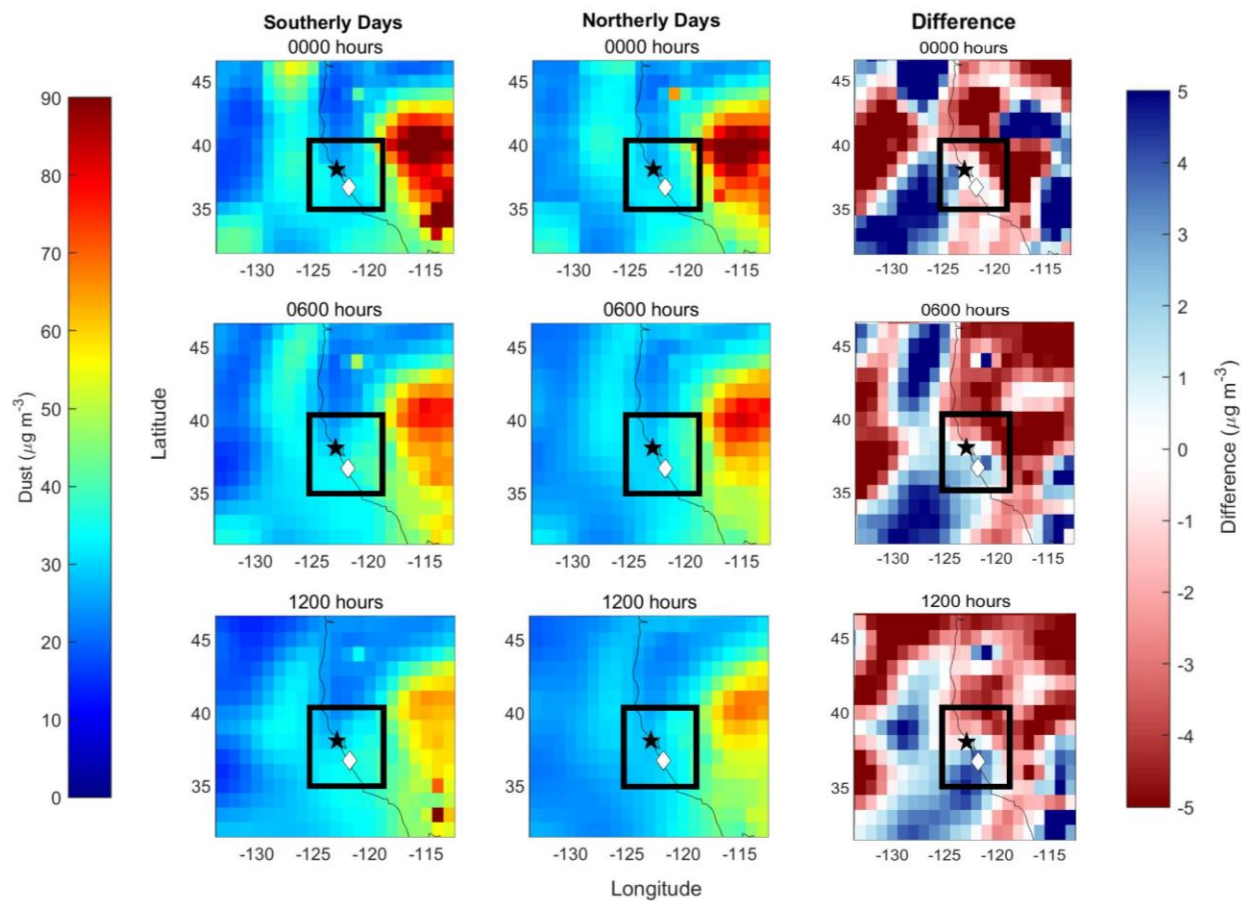 Southerly Days
Northerly Days
Difference
0000 hours
0000 hours
0000 hours
45
40
35
-130 -125 -120 -115
45
40
35
-130 -125 -120 -115
45
40
35
-130 -125 -120 -115
0600 hours
0600 hours
0600 hours
45
40
35
-130 -125 -120 -115
45
40
35
-130 -125 -120 -115
45
40
35
-130 -125 -120 -115
1200 hours
1200 hours
1200 hours
45
40
35
-130 -125 -120 -115
45
40
35
-130 -125 -120 -115
45
40
35
-130 -125 -120 -115
Latitude
Longitude
90
80
70
60
50
40
30
20
10
0
Dust (μg m⁻³)
5
4
3
2
1
0
-1
-2
-3
-4
-5
Difference (μg m⁻³)